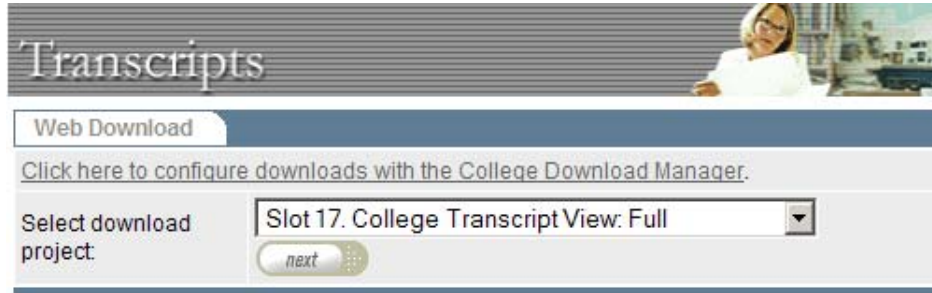 Transcripts
Web Download
Click here to configure downloads with the College Download Manager.
Select download project:
Slot 17. College Transcript View: Full
next